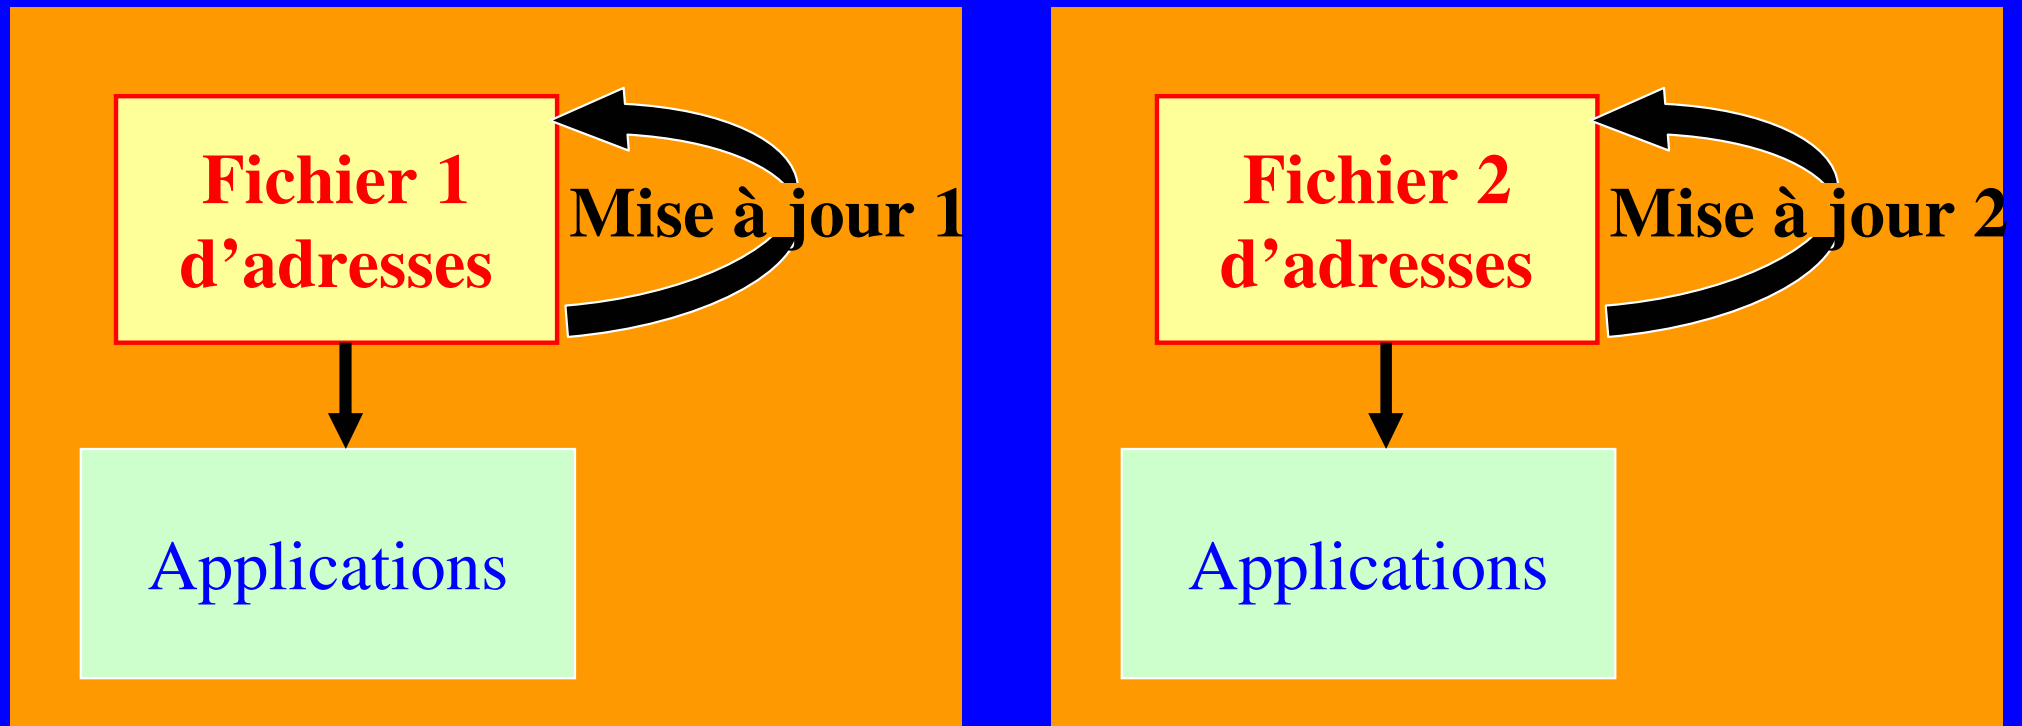 Fichier 1
d’adresses
Mise à jour 1
Applications
Fichier 2
d’adresses
Mise à jour 2
Applications